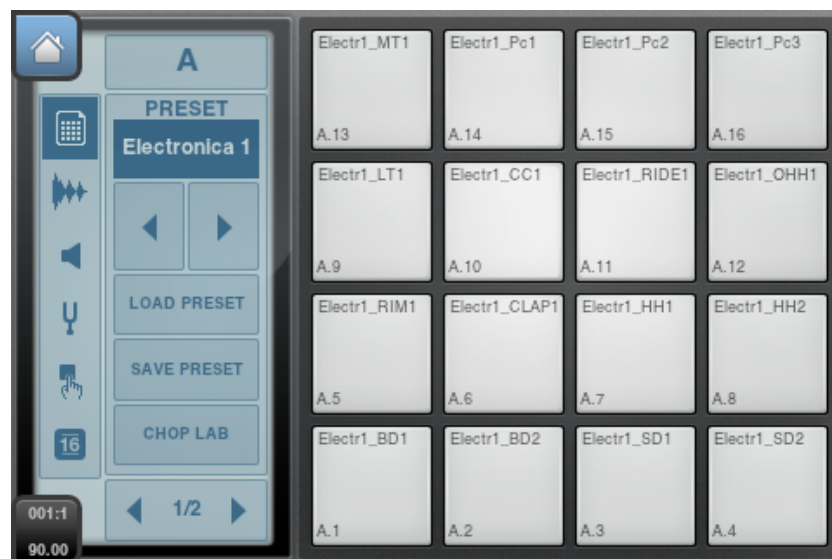 A
PRESET
Electronica 1
LOAD PRESET
SAVE PRESET
CHOP LAB
16
1/2
001:1
90.00
Electr1_MT1
A.13
Electr1_Pc1
A.14
Electr1_Pc2
A.15
Electr1_Pc3
A.16
Electr1_LT1
A.9
Electr1_CC1
A.10
Electr1_RIDE1
A.11
Electr1_OHH1
A.12
Electr1_RIM1
A.5
Electr1_CLAP1
A.6
Electr1_HH1
A.7
Electr1_HH2
A.8
Electr1_BD1
A.1
Electr1_BD2
A.2
Electr1_SD1
A.3
Electr1_SD2
A.4